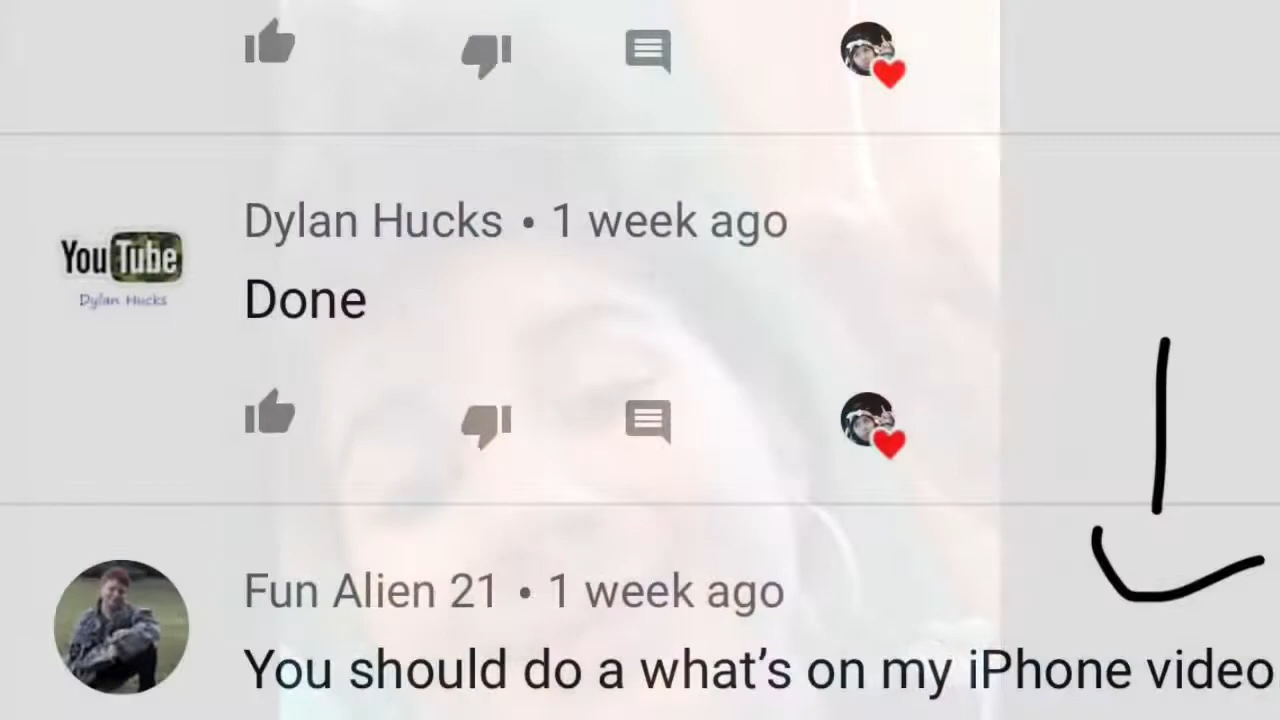 Dylan Hucks • 1 week ago
YouTube
Dylan Hucks
Done
Fun Alien 21 • 1 week ago
You should do a what's on my iPhone video